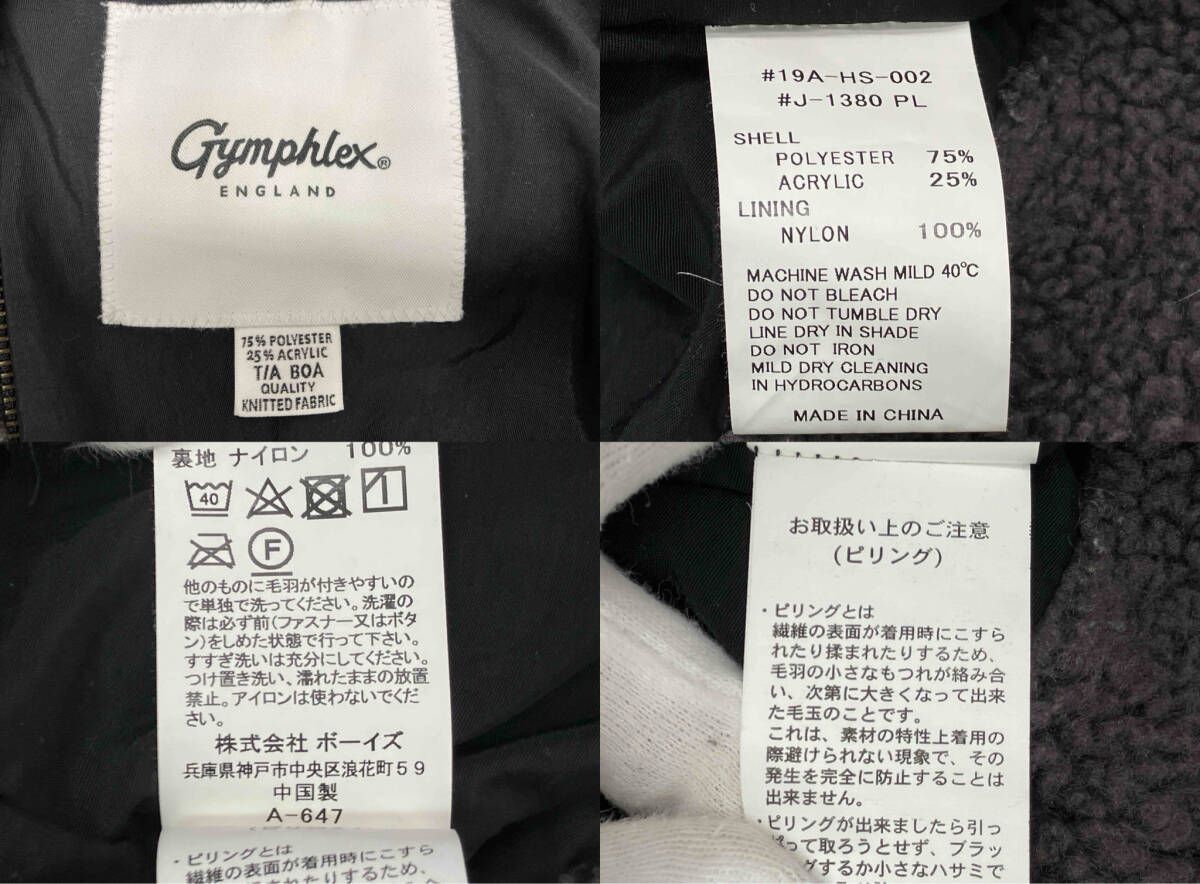 Gymphlex®
ENGLAND
75% POLYESTER
25% ACRYLIC
T/A BOA
QUALITY
KNITTED FABRIC
#19A-HS-002
#J-1380 PL
SHELL
POLYESTER 75%
ACRYLIC 25%
LINING
NYLON 100%
MACHINE WASH MILD 40℃
DO NOT BLEACH
DO NOT TUMBLE DRY
LINE DRY IN SHADE
DO NOT IRON
MILD DRY CLEANING
IN HYDROCARBONS
MADE IN CHINA
裏地 ナイロン 100%
40
F
他のものに毛羽が付きやすいの
で単独で洗ってください。洗濯の
際は必ず前(ファスナー又はボタ
ン)をしめた状態で行って下さい。
すすぎ洗いは充分にしてください。
つけ置き洗い、濡れたままの放置
禁止。アイロンは使わないでくだ
さい。
株式会社 ボーイズ
兵庫県神戸市中央区浪花町59
中国製
A-647
・ピリングとは
繊維の表面が着用時にこすら
れたりするため、
お取扱い上のご注意
(ピリング)
・ピリングとは
繊維の表面が着用時にこすら
れたり揉まれたりするため、
毛羽の小さなもつれが絡み合
い、次第に大きくなって出来
た毛玉のことです。
これは、素材の特性上着用の
際避けられない現象で、その
発生を完全に防止することは
出来ません。
・ピリングが出来ましたら引っ
ぱって取ろうとせず、ブラッ
グするか小さなハサミで